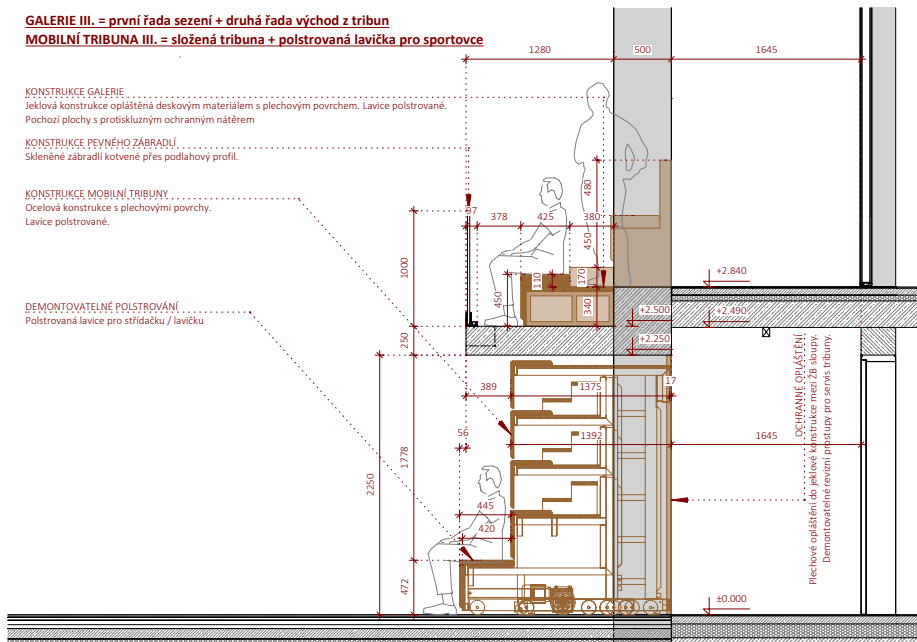 GALERIE III. = první řada sezení + druhá řada východ z tribun
MOBILNÍ TRIBUNA III. = složená tribuna + polstrovaná lavička pro sportovce
1280
500
1645
KONSTRUKCE GALERIE
Jeklová konstrukce opláštěná deskovým materiálem s plechovým povrchem. Lavice polstrované.
Pochozí plochy s protiskluzným ochranným nátěrem
KONSTRUKCE PEVNÉHO ZÁBRADLÍ
Skleněné zábradlí kotvené přes podlahový profil.
KONSTRUKCE MOBILNÍ TRIBUNY
Ocelová konstrukce s plechovými povrchy.
Lavice polstrované.
480
97
378
425
380
450
1000
450
110
170
340
+2.840
DEMONTOVATELNÉ POLSTROVÁNÍ
Polstrovaná lavice pro střídačku / lavičku
+2.500
+2.490
250
+2.250
389
1375
17
56
1392
1645
OCHRANNÉ OPLÁŠTĚNÍ
Plechové opláštění do jeklové konstrukce mezi ŽB sloupy.
Demontovatelné revizní prostupy pro servis tribuny.
1778
2250
445
420
472
±0.000